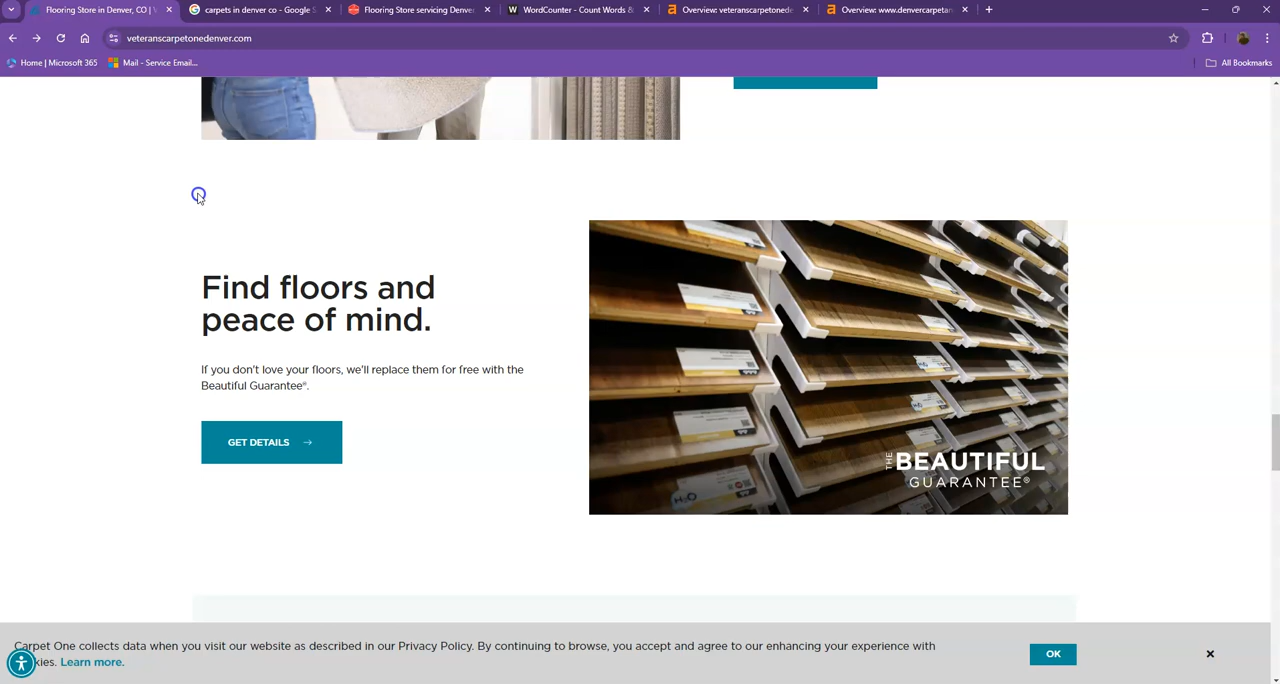 Flooring Store in Denver, CO | V
carpets in denver co - Google S
Flooring Store servicing Denver
WordCounter - Count Words &
Overview: veteranscarpetonede
Overview: www.denvercarpetan
veteranscarpetonedenver.com
Home | Microsoft 365
Mail - Service Email...
All Bookmarks
Find floors and
peace of mind.
If you don't love your floors, we'll replace them for free with the
Beautiful Guarantee®.
GET DETAILS
H2O
THE BEAUTIFUL
GUARANTEE®
Carpet One collects data when you visit our website as described in our Privacy Policy. By continuing to browse, you accept and agree to our enhancing your experience with
kies. Learn more.
OK